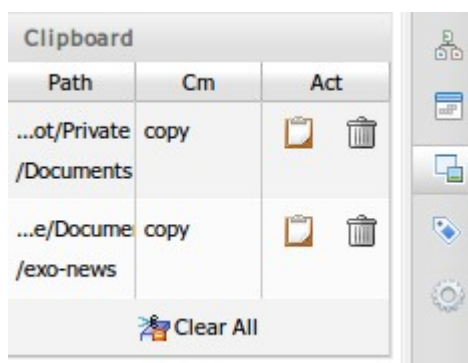 Clipboard
Path Cm Act
...ot/Private copy
/Documents
...e/Docume copy
/exo-news
Clear All